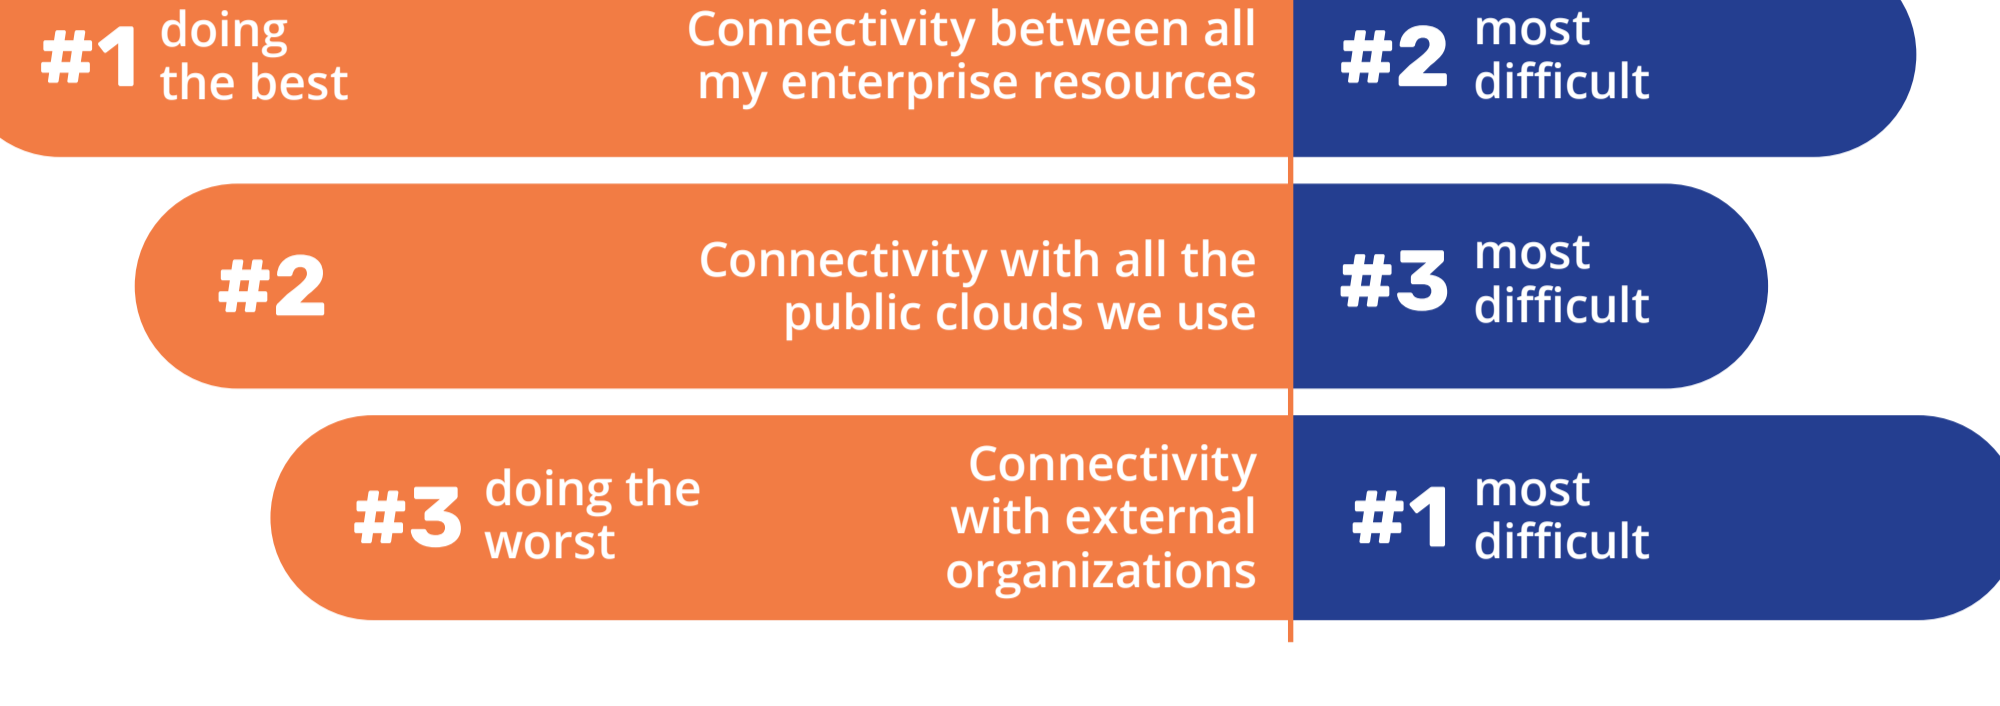 #1 doing
the best
Connectivity between all
my enterprise resources
#2 most
difficult
#2
Connectivity with all the
public clouds we use
#3 most
difficult
#3 doing the
worst
Connectivity
with external
organizations
#1 most
difficult